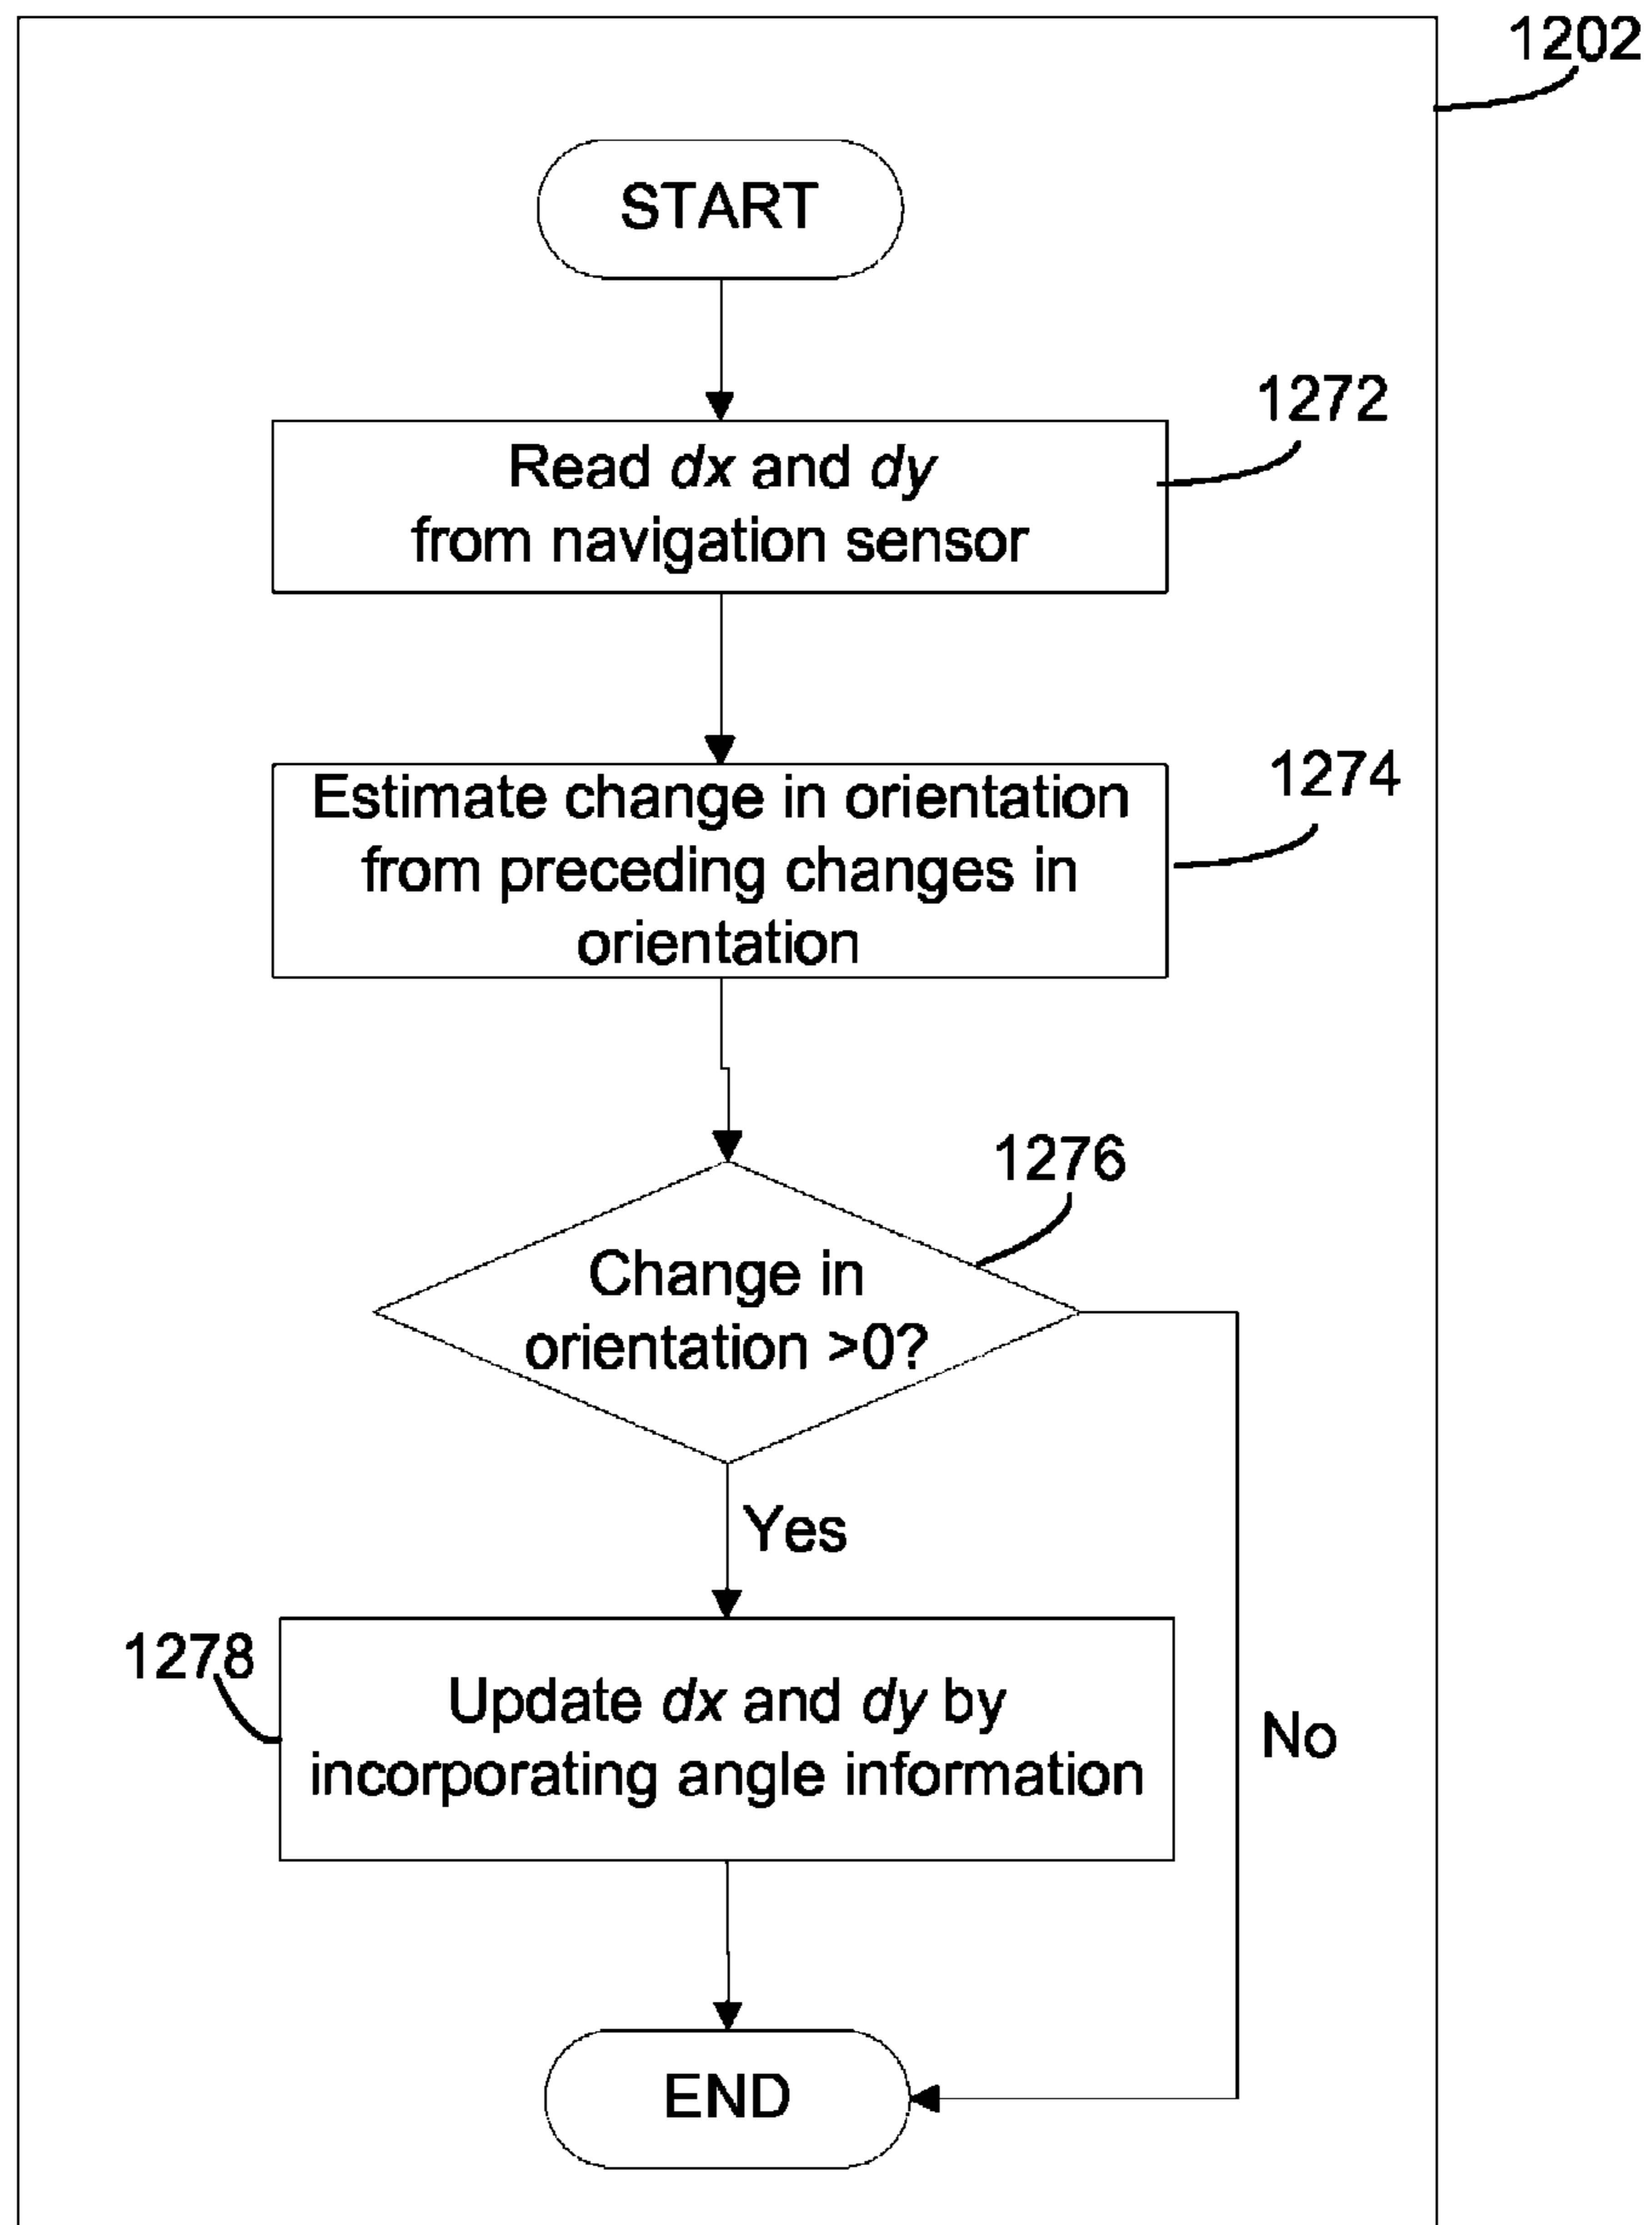 1202
START
1272
Read dx and dy
from navigation sensor
1274
Estimate change in orientation
from preceding changes in
orientation
1276
Change in
orientation >0?
Yes
1278
Update dx and dy by
incorporating angle information
No
END